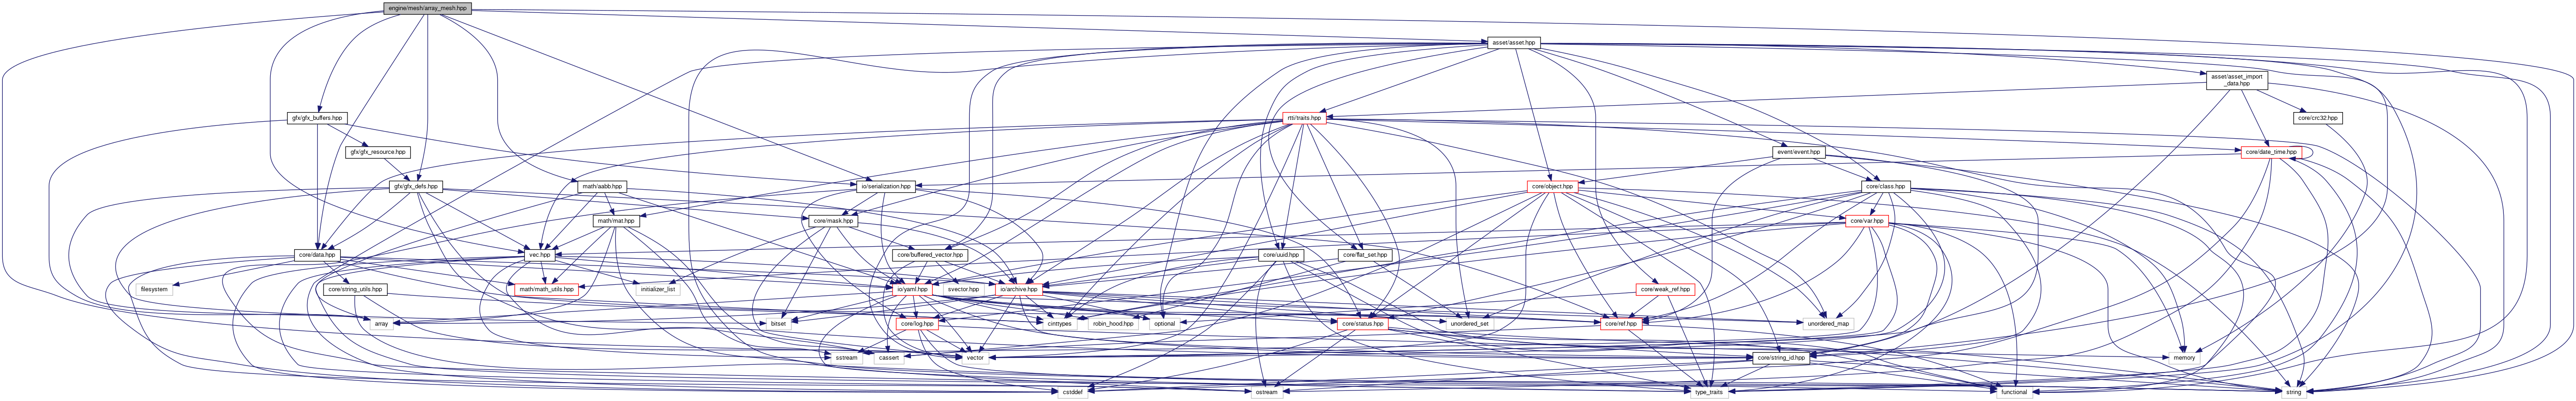 engine/mesh/array_mesh.hpp
asset/asset.hpp
asset/asset_import
_data.hpp
gfx/gfx_buffers.hpp
rtti/traits.hpp
core/crc32.hpp
gfx/gfx_resource.hpp
event/event.hpp
core/date_time.hpp
gfx/gfx_defs.hpp
math/aabb.hpp
io/serialization.hpp
core/object.hpp
core/class.hpp
math/mat.hpp
core/mask.hpp
core/var.hpp
core/data.hpp
vec.hpp
core/buffered_vector.hpp
core/uuid.hpp
core/flat_set.hpp
filesystem
core/string_utils.hpp
math/math_utils.hpp
initializer_list
io/yaml.hpp
svector.hpp
io/archive.hpp
core/weak_ref.hpp
array
bitset
core/log.hpp
cinttypes
robin_hood.hpp
optional
core/status.hpp
unordered_set
core/ref.hpp
unordered_map
sstream
cassert
vector
core/string_id.hpp
memory
cstddef
ostream
type_traits
functional
string